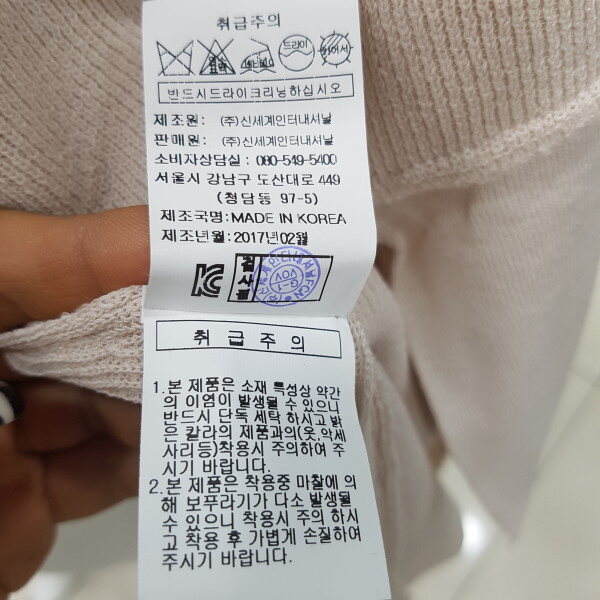 취급주의
드라이
반드시드라이크리닝하십시오
제조원: (주)신세계인터내셔날
판매원: (주)신세계인터내셔날
소비자상담실 : 080-549-5400
서울시 강남구 도산대로 449
(청담동 97-5)
제조국명: MADE IN KOREA
제조년월: 2017년02월
취급주의
1.본 제품은 소재 특성상 약간
의 이염이 발생될 수 있으니
반드시 단독 세탁 하시고 밝
은 칼라의 제품과의(옷,악세
사리등)착용시 주의하여 주
시기 바랍니다.
2.본 제품은 착용중 마찰에 의
해 보푸라기가 다소 발생될
수 있으니 착용시 주의 하시
고 착용 후 가볍게 손질하여
주시기 바랍니다.